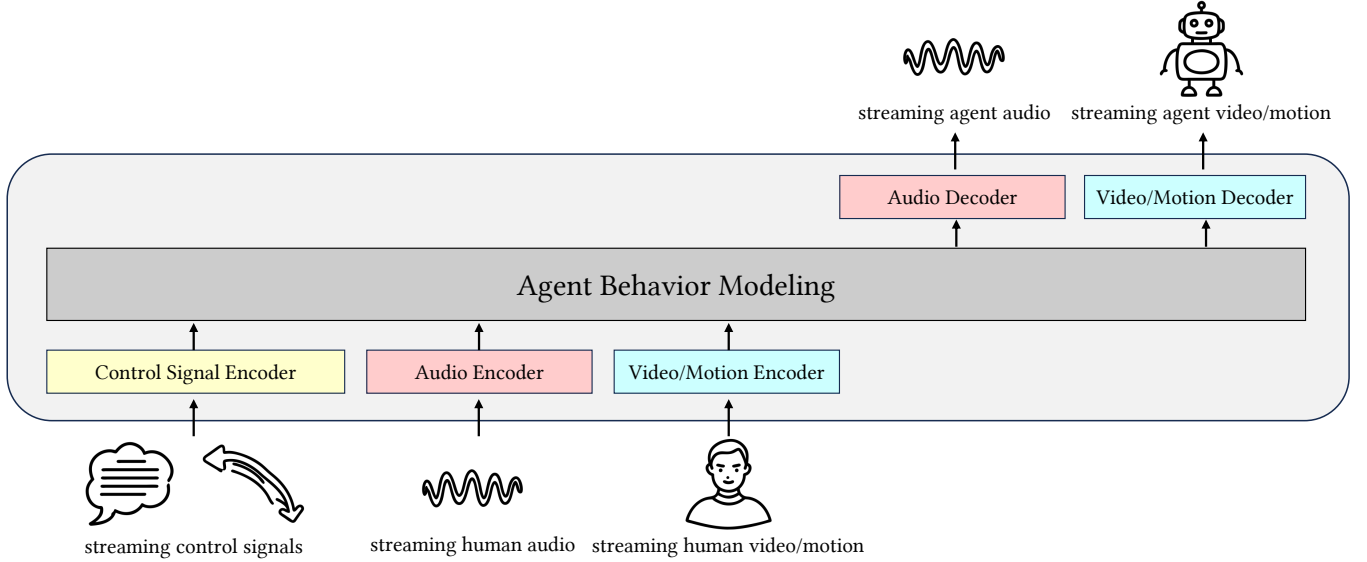 streaming agent audio
streaming agent video/motion
Audio Decoder
Video/Motion Decoder
Agent Behavior Modeling
Control Signal Encoder
Audio Encoder
Video/Motion Encoder
streaming control signals
streaming human audio
streaming human video/motion